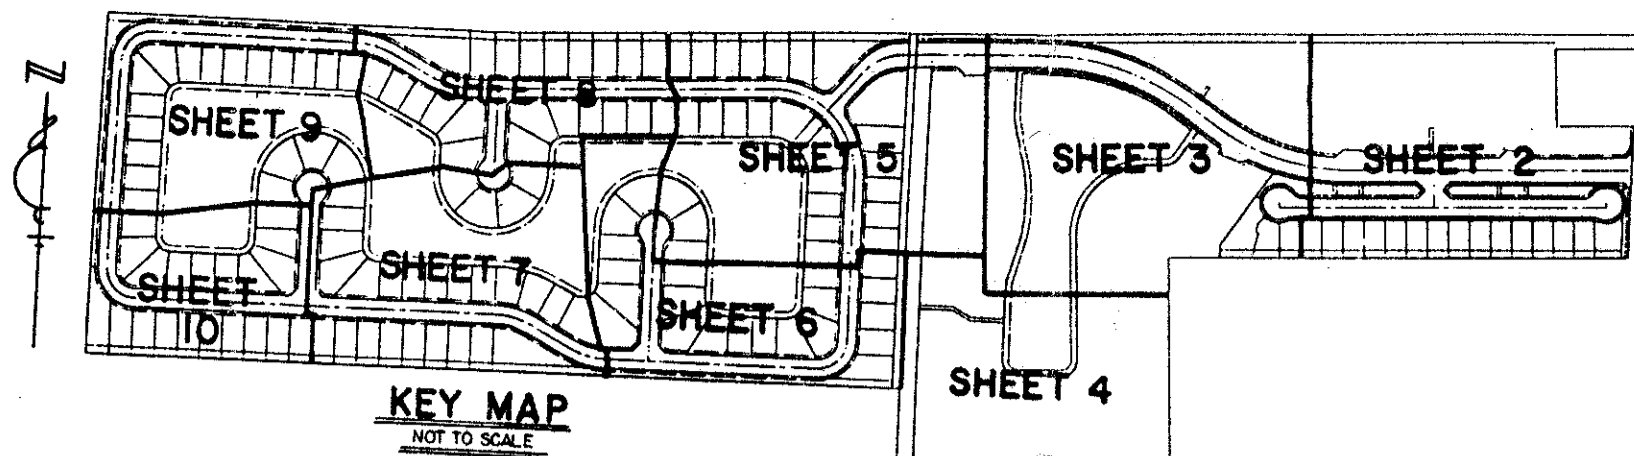 N
SHEET 9
SHEET 8
SHEET 5
SHEET 3
SHEET 2
SHEET 7
SHEET 10
SHEET 6
SHEET 4
KEY MAP
NOT TO SCALE